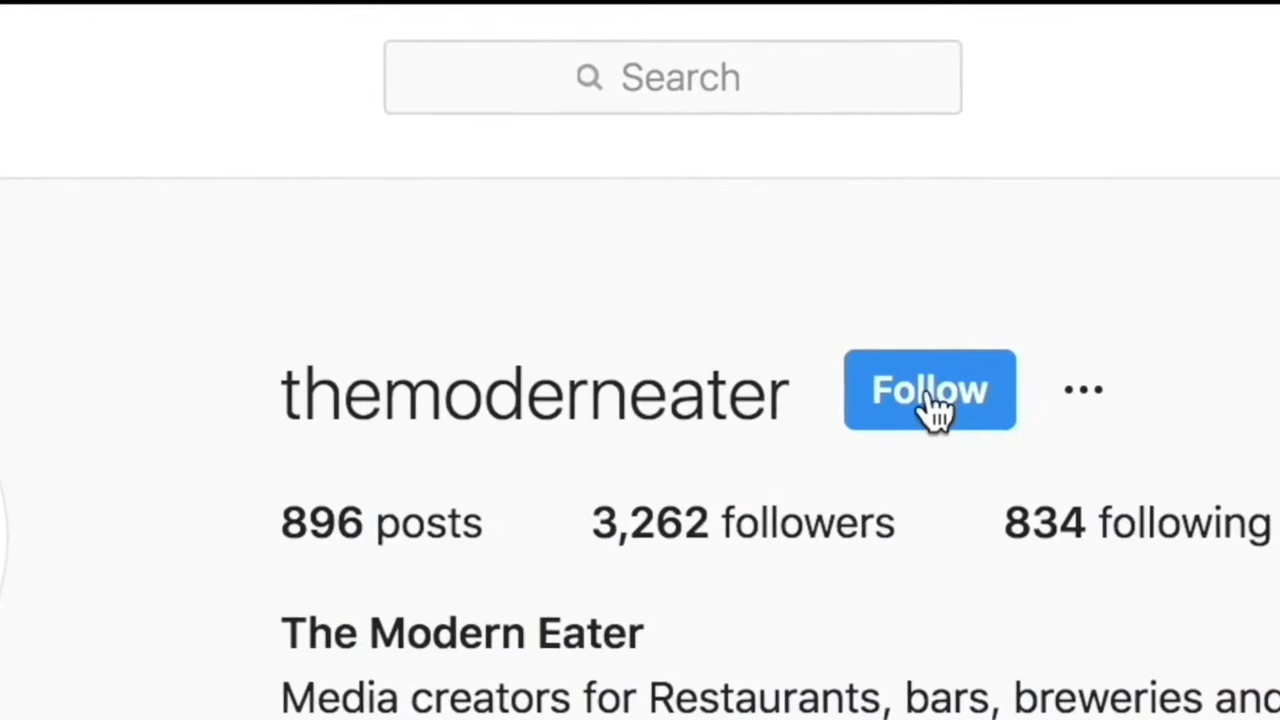 Search
themoderneater Follow •••
896 posts 3,262 followers 834 following
The Modern Eater
Media creators for Restaurants, bars, breweries and